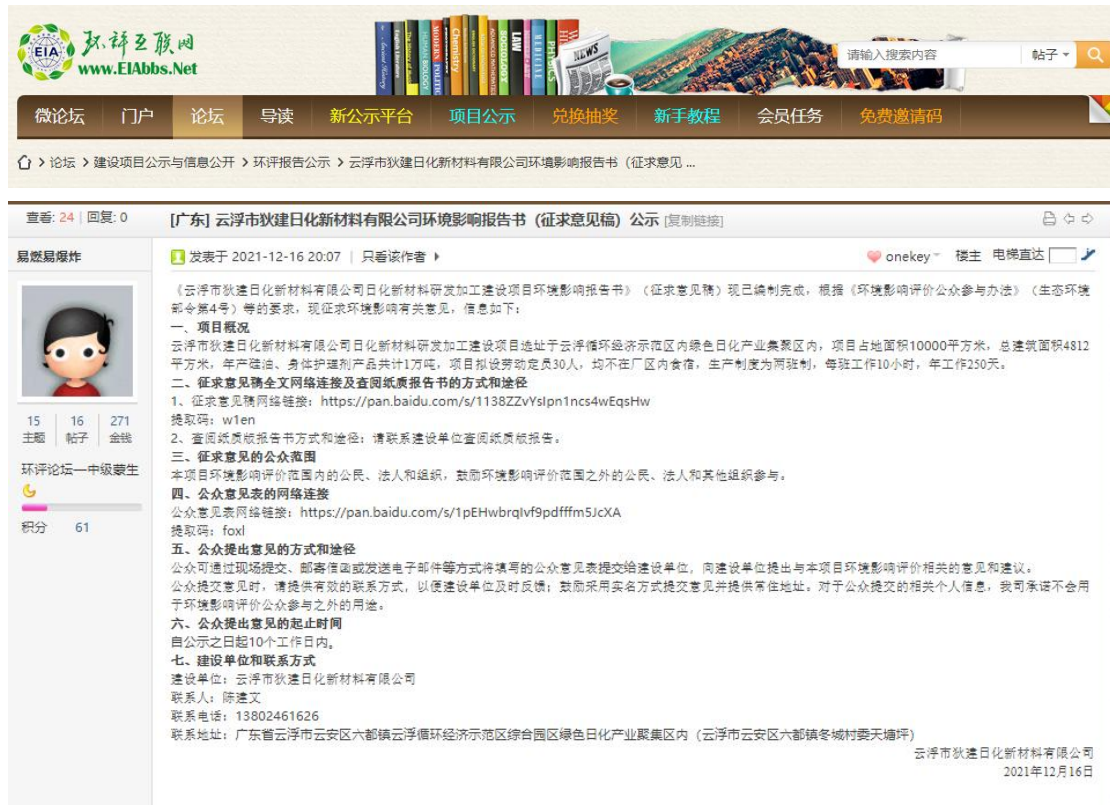 EIA 环评互联网
www.EIAbbs.Net
NEWS
请输入搜索内容 帖子
微论坛 门户 论坛 导读 新公示平台 项目公示 兑换抽奖 新手教程 会员任务 免费邀请码
论坛 建设项目公示与信息公开 环评报告公示 云浮市狄建日化新材料有限公司环境影响报告书（征求意见 ...
查看: 24 | 回复: 0 [广东] 云浮市狄建日化新材料有限公司环境影响报告书（征求意见稿）公示 [复制链接]
易燃易爆炸
发表于 2021-12-16 20:07 | 只看该作者
onekey 楼主 电梯直达
《云浮市狄建日化新材料有限公司日化新材料研发加工建设项目环境影响报告书》（征求意见稿）现已编制完成，根据《环境影响评价公众参与办法》（生态环境
部令第4号）等的要求，现征求环境影响有关意见，信息如下：
一、项目概况
云浮市狄建日化新材料有限公司日化新材料研发加工建设项目选址于云浮循环经济示范区内绿色日化产业集聚区内，项目占地面积10000平方米，总建筑面积4812
平方米，年产硅油、身体护理剂产品共计1万吨，项目拟设劳动定员30人，均不在厂区内食宿，生产制度为两班制，每班工作10小时，年工作250天。
二、征求意见稿全文网络连接及查阅纸质报告书的方式和途径
1、征求意见稿网络链接：https://pan.baidu.com/s/1138ZZvYsIpn1ncs4wEqsHw
提取码：w1en
2、查阅纸质版报告书方式和途径：请联系建设单位查阅纸质版报告。
三、征求意见的公众范围
本项目环境影响评价范围内的公民、法人和组织，鼓励环境影响评价范围之外的公民、法人和其他组织参与。
四、公众意见表的网络连接
公众意见表网络链接：https://pan.baidu.com/s/1pEHwbrqIvf9pdfffm5JcXA
提取码：foxl
五、公众提出意见的方式和途径
公众可通过现场提交、邮寄信函或发送电子邮件等方式将填写的公众意见表提交给建设单位，向建设单位提出与本项目环境影响评价相关的意见和建议。
公众提交意见时，请提供有效的联系方式，以便建设单位及时反馈；鼓励采用实名方式提交意见并提供常住地址。对于公众提交的相关个人信息，我司承诺不会用
于环境影响评价公众参与之外的用途。
六、公众提出意见的起止时间
自公示之日起10个工作日内。
七、建设单位和联系方式
建设单位：云浮市狄建日化新材料有限公司
联系人：陈建文
联系电话：13802461626
联系地址：广东省云浮市云安区六都镇云浮循环经济示范区综合园区绿色日化产业聚集区内（云浮市云安区六都镇冬城村委天塘坪）
云浮市狄建日化新材料有限公司
2021年12月16日
15 16 271
主题 帖子 金钱
环评论坛—中级蒙生
积分 61